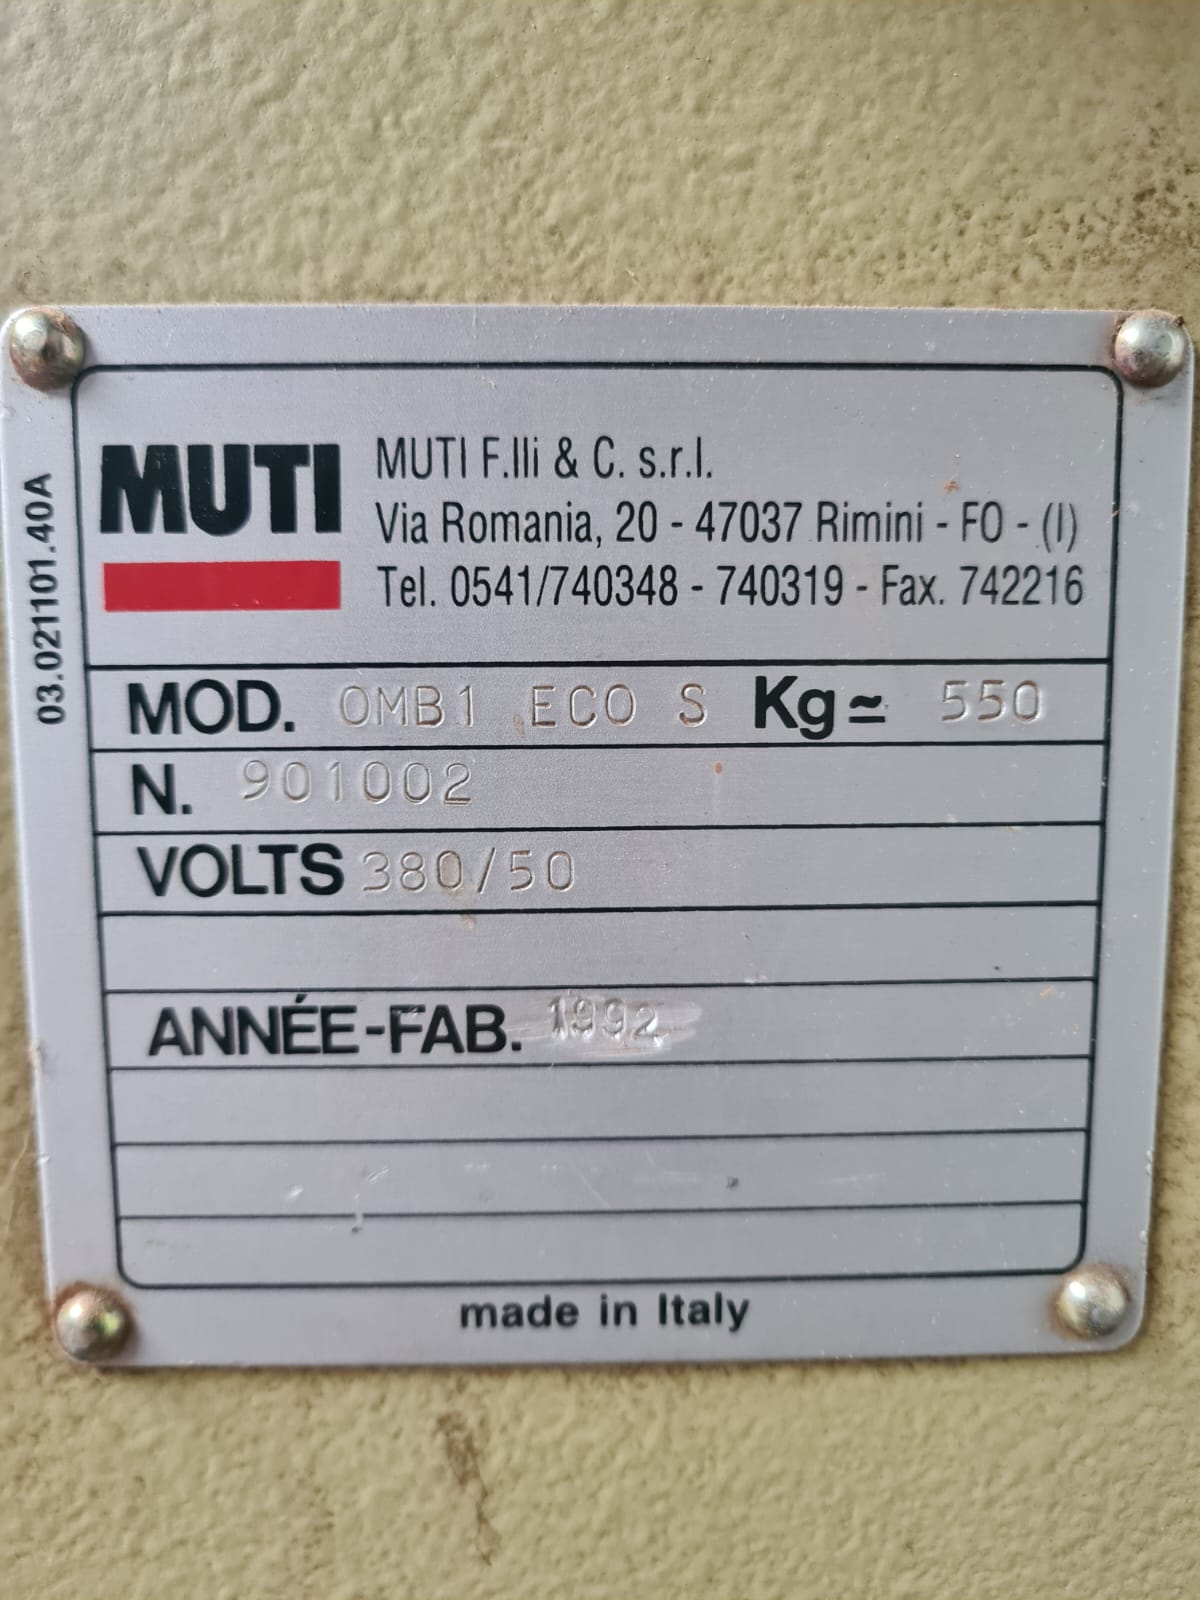 MUTI
MUTI F.lli & C. s.r.l.
Via Romania, 20 - 47037 Rimini - FO - (I)
Tel. 0541/740348 - 740319 - Fax. 742216
03.021101.40A
MOD. OMB1 ECO S Kg≃ 550
N. 901002
VOLTS 380/50
ANNÉE-FAB. 1992
made in Italy